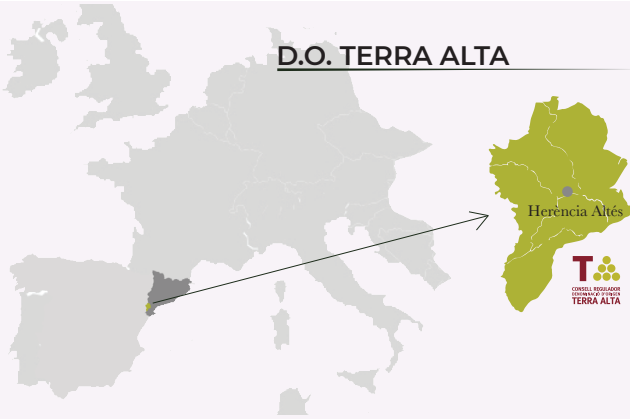 D.O. TERRA ALTA
Herència Altés
T
CONSELL REGULADOR
DENOMINACIÓ D'ORIGEN
TERRA ALTA